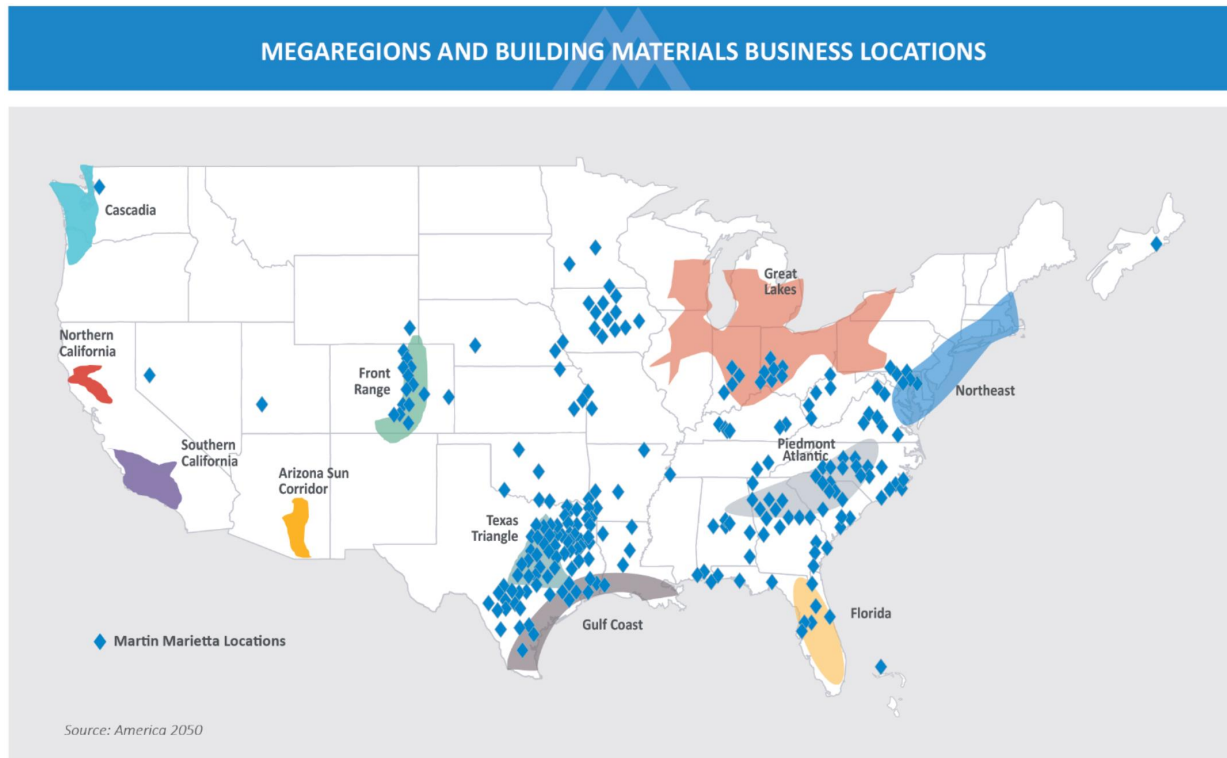 MEGAREGIONS AND BUILDING MATERIALS BUSINESS LOCATIONS
Cascadia
Great
Lakes
Northern
California
Front
Range
Northeast
Southern
California
Piedmont
Atlantic
Arizona Sun
Corridor
Texas
Triangle
Gulf Coast
Florida
Martin Marietta Locations
Source: America 2050